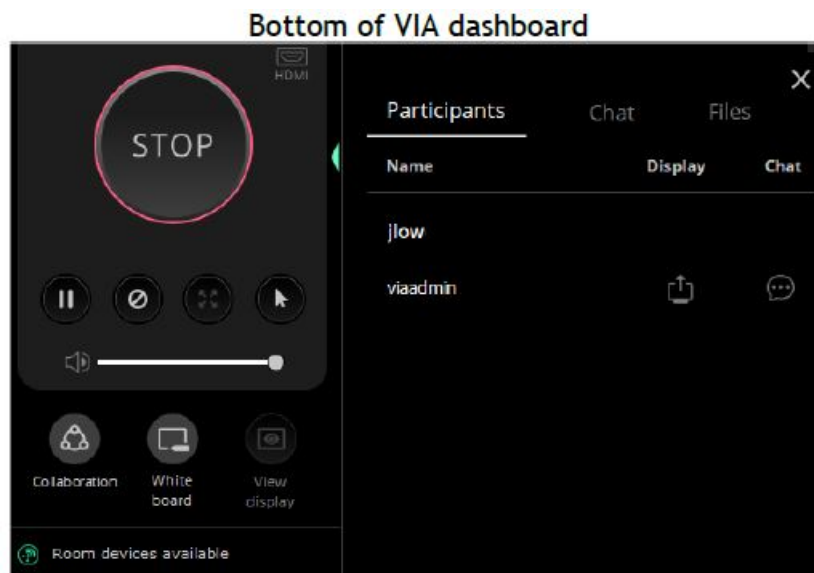 Bottom of VIA dashboard
HDMI
STOP
Collaboration
White
board
View
display
Room devices available
Participants Chat Files
Name Display Chat
jlow
viaadmin